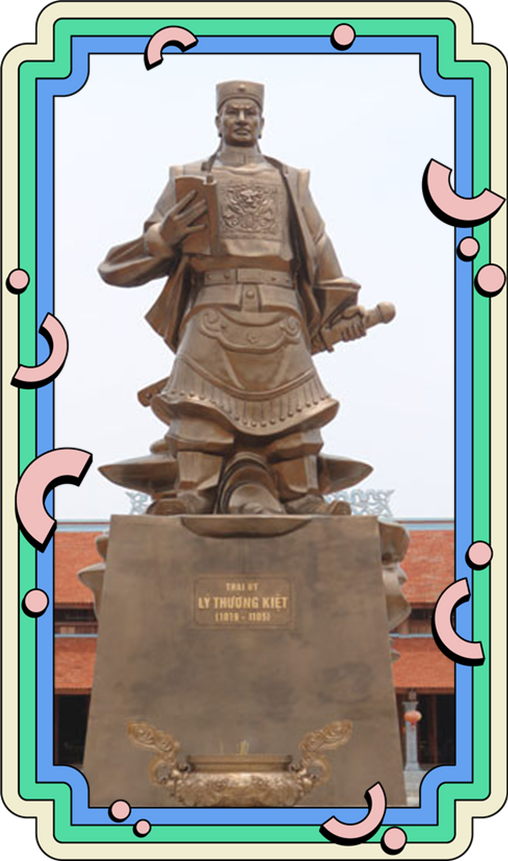 THÁI ÚY
LÝ THƯỜNG KIỆT
(1019 - 1105)